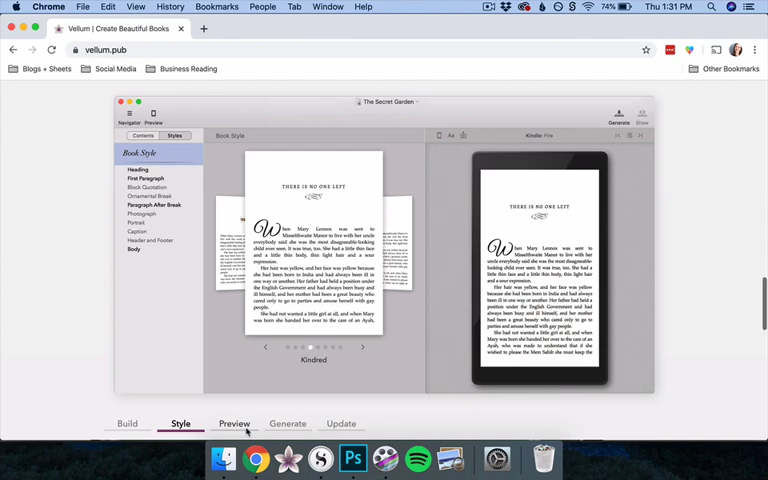 Chrome File Edit View History Bookmarks People Tab Window Help 74% Thu 1:31 PM
Vellum | Create Beautiful Books
vellum.pub
Blogs + Sheets Social Media Business Reading Other Bookmarks
The Secret Garden
Navigator Preview Generate Show
Contents Styles Book Style Aa Kindle: Fire
Book Style
Heading
First Paragraph
Block Quotation
Ornamental Break
Paragraph After Break
Photograph
Portrait
Caption
Header and Footer
Body
THERE IS NO ONE LEFT
When Mary Lennox was sent to
Misselthwaite Manor to live with her uncle
everybody said she was the most disagreeable-looking
child ever seen. It was true, too. She had a little thin
face and a little thin body, thin light hair and a sour
expression.
Her hair was yellow, and her face was yellow because
she had been born in India and had always been ill in
one way or another. Her father had held a position under
the English Government and had always been busy and
ill himself, and her mother had been a great beauty who
cared only to go to parties and amuse herself with gay
people.
She had not wanted a little girl at all, and when Mary
was born she handed her over to the care of an Ayah,
Kindred
THERE IS NO ONE LEFT
When Mary Lennox was sent to
Misselthwaite Manor to live with her uncle
everybody said she was the most disagreeable-looking
child ever seen. It was true, too. She had a little thin face
and a little thin body, thin light hair and a sour expression.
Her hair was yellow, and her face was yellow because
she had been born in India and had always been
ill in one way or another. Her father had held a position
under the English Government and had always been
busy and ill himself, and her mother had been a great
beauty who cared only to go to parties
and amuse herself with gay people.
She had not wanted a little girl at all, and when Mary
was born she handed her over to the care of an
Ayah, who was made to understand that if she
wished to please the Mem Sahib she must keep the
Build Style Preview Generate Update
S Ps